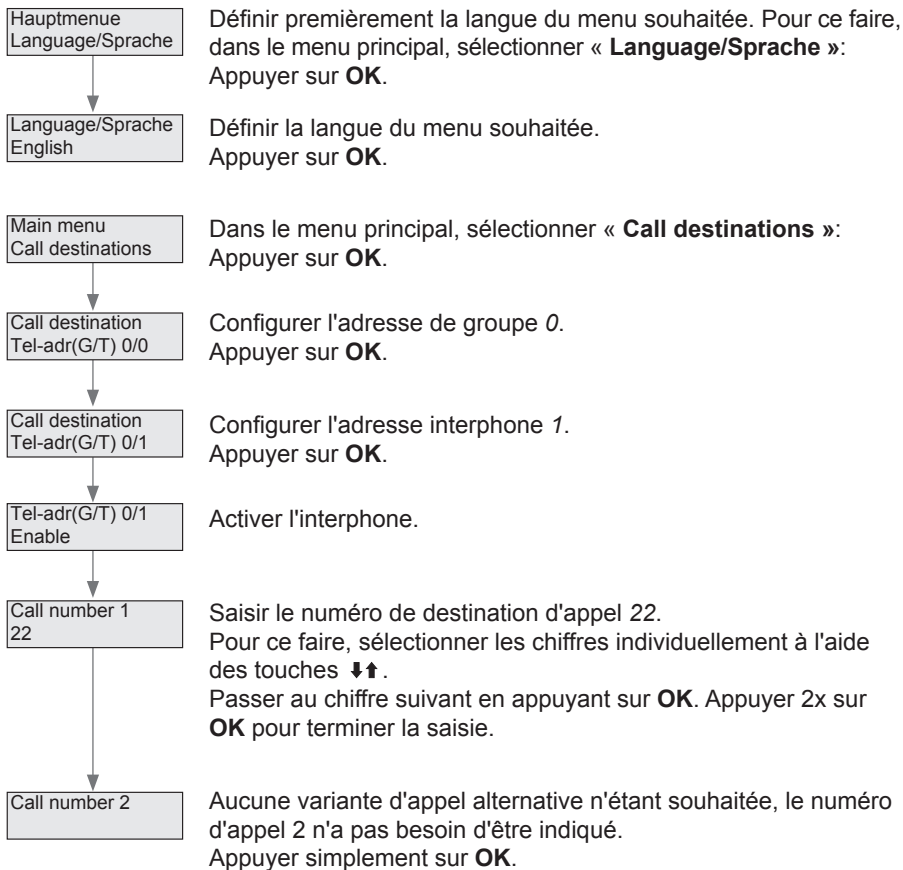 Hauptmenue
Language/Sprache
Définir premièrement la langue du menu souhaitée. Pour ce faire,
dans le menu principal, sélectionner « Language/Sprache »:
Appuyer sur OK.
Language/Sprache
English
Définir la langue du menu souhaitée.
Appuyer sur OK.
Main menu
Call destinations
Dans le menu principal, sélectionner « Call destinations »:
Appuyer sur OK.
Call destination
Tel-adr(G/T) 0/0
Configurer l'adresse de groupe 0.
Appuyer sur OK.
Call destination
Tel-adr(G/T) 0/1
Configurer l'adresse interphone 1.
Appuyer sur OK.
Tel-adr(G/T) 0/1
Enable
Activer l'interphone.
Call number 1
22
Saisir le numéro de destination d'appel 22.
Pour ce faire, sélectionner les chiffres individuellement à l'aide
des touches ⬇⬆.
Passer au chiffre suivant en appuyant sur OK. Appuyer 2x sur
OK pour terminer la saisie.
Call number 2
Aucune variante d'appel alternative n'étant souhaitée, le numéro
d'appel 2 n'a pas besoin d'être indiqué.
Appuyer simplement sur OK.